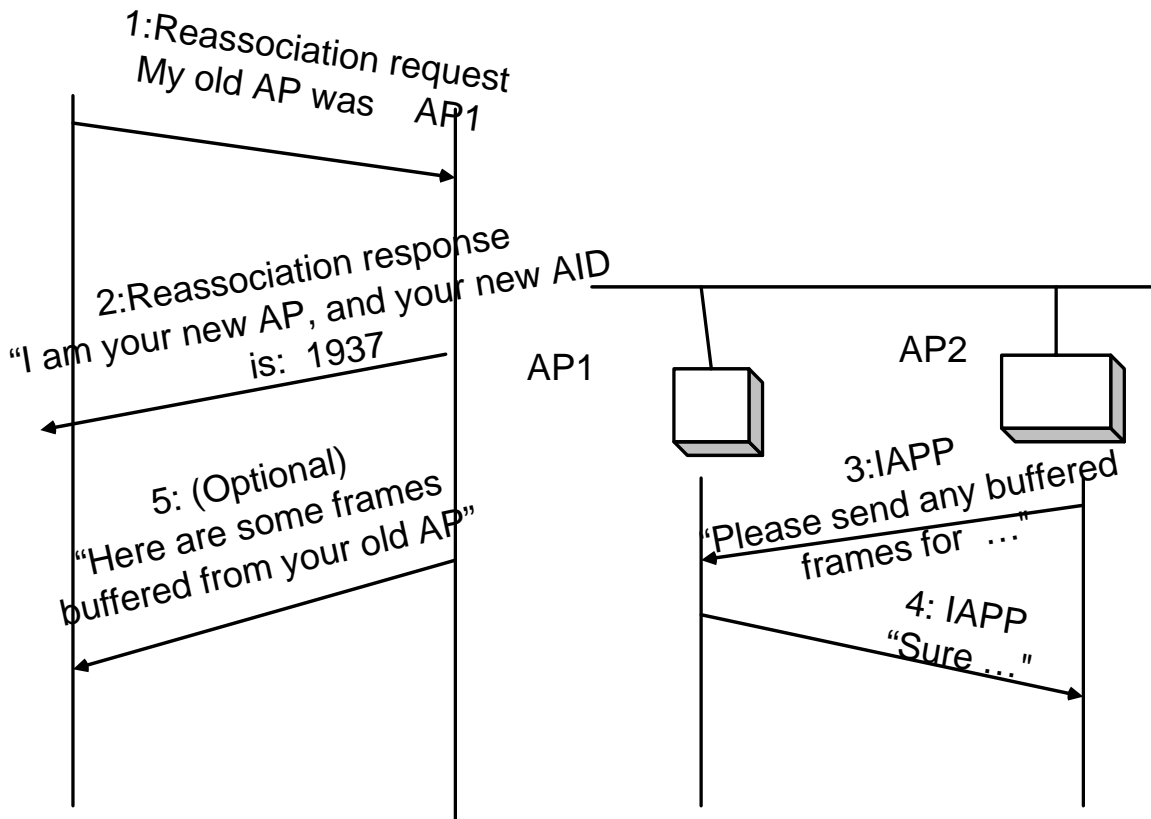 1:Reassociation request
My old AP was AP1
2:Reassociation response
“I am your new AP, and your new AID
is: 1937
5: (Optional)
“Here are some frames
buffered from your old AP”
AP1
AP2
3:IAPP
“Please send any buffered
frames for …"
4: IAPP
“Sure …"